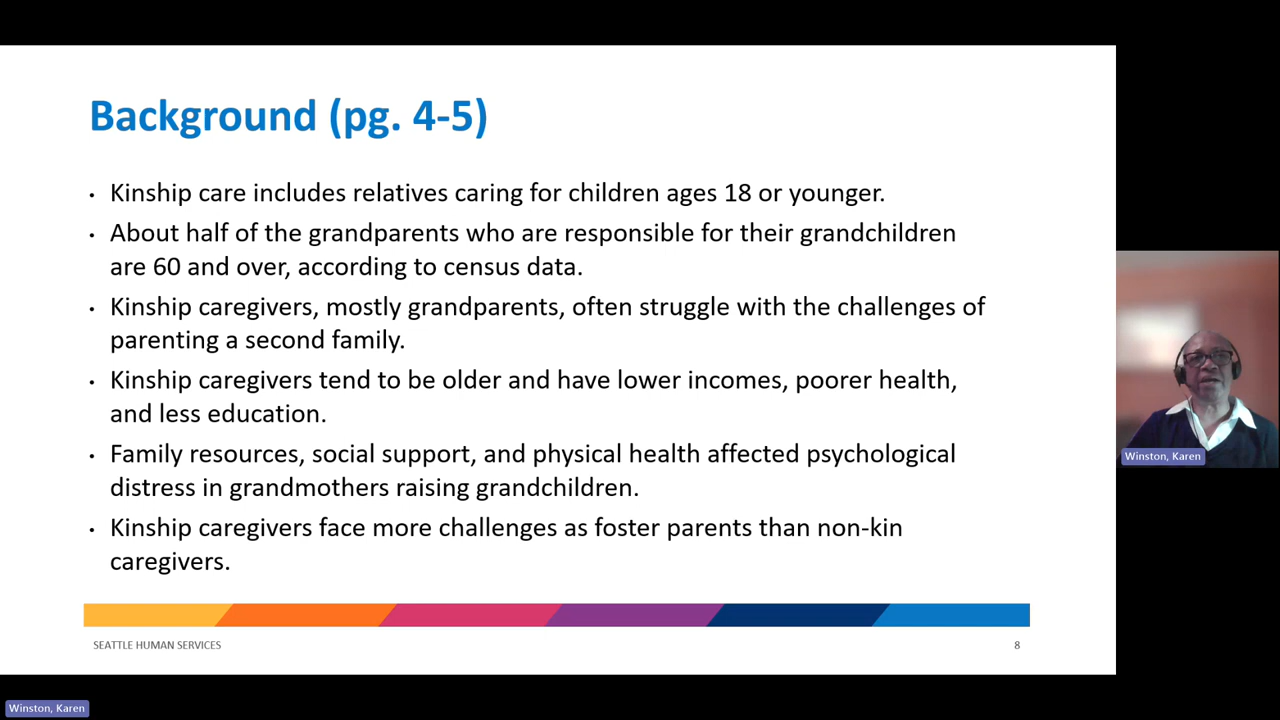 Background (pg. 4-5)
• Kinship care includes relatives caring for children ages 18 or younger.
• About half of the grandparents who are responsible for their grandchildren
are 60 and over, according to census data.
• Kinship caregivers, mostly grandparents, often struggle with the challenges of
parenting a second family.
• Kinship caregivers tend to be older and have lower incomes, poorer health,
and less education.
• Family resources, social support, and physical health affected psychological
distress in grandmothers raising grandchildren.
• Kinship caregivers face more challenges as foster parents than non-kin
caregivers.
SEATTLE HUMAN SERVICES
8
Winston, Karen
Winston, Karen